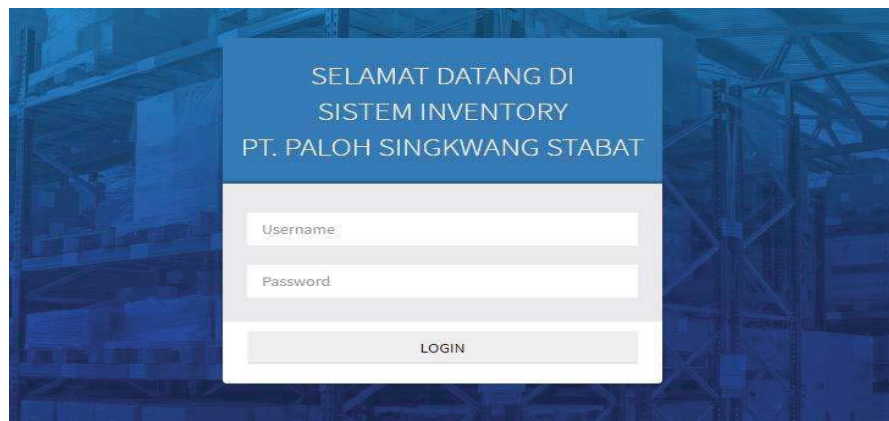 SELAMAT DATANG DI
SISTEM INVENTORY
PT. PALOH SINGKWANG STABAT
Username
Password
LOGIN